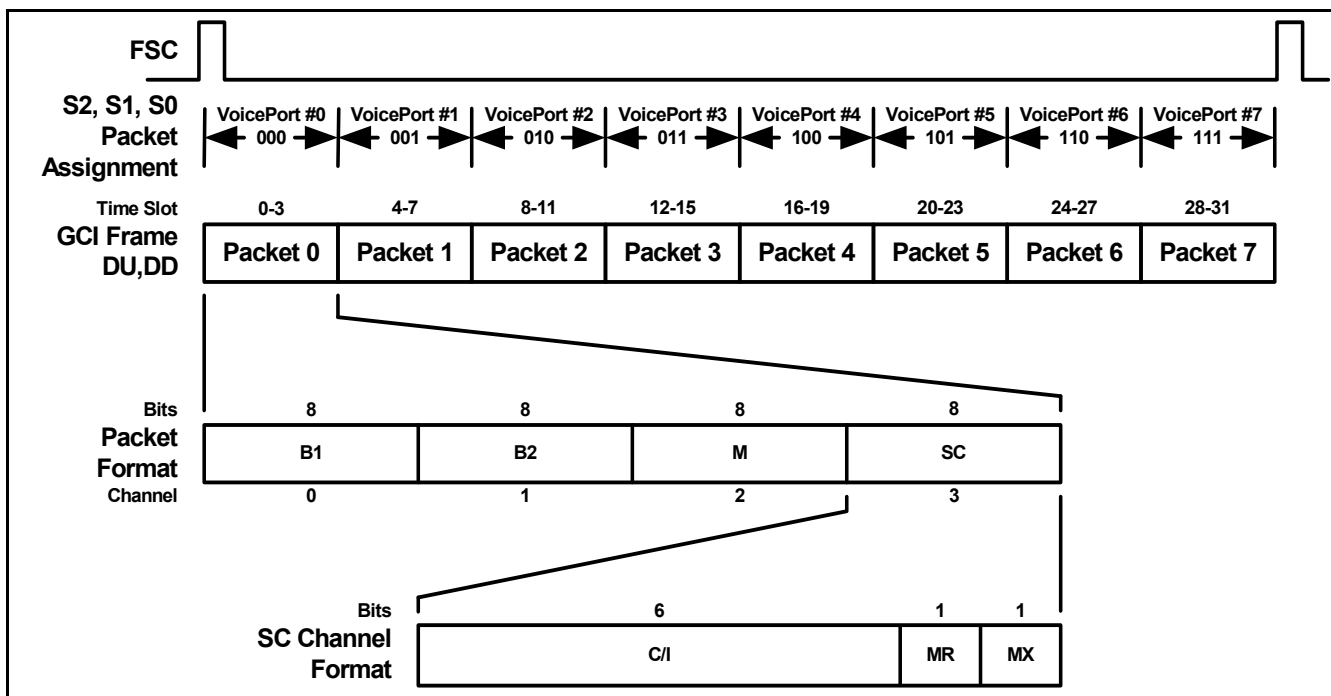 FSC
S2, S1, S0
Packet
Assignment
VoicePort #0 VoicePort #1 VoicePort #2 VoicePort #3 VoicePort #4 VoicePort #5 VoicePort #6 VoicePort #7
000 001 010 011 100 101 110 111
Time Slot 0-3 4-7 8-11 12-15 16-19 20-23 24-27 28-31
GCI Frame
DU,DD
Packet 0 Packet 1 Packet 2 Packet 3 Packet 4 Packet 5 Packet 6 Packet 7
Bits 8 8 8 8
Packet
Format
B1 B2 M SC
Channel 0 1 2 3
Bits 6 1 1
SC Channel
Format
C/I MR MX